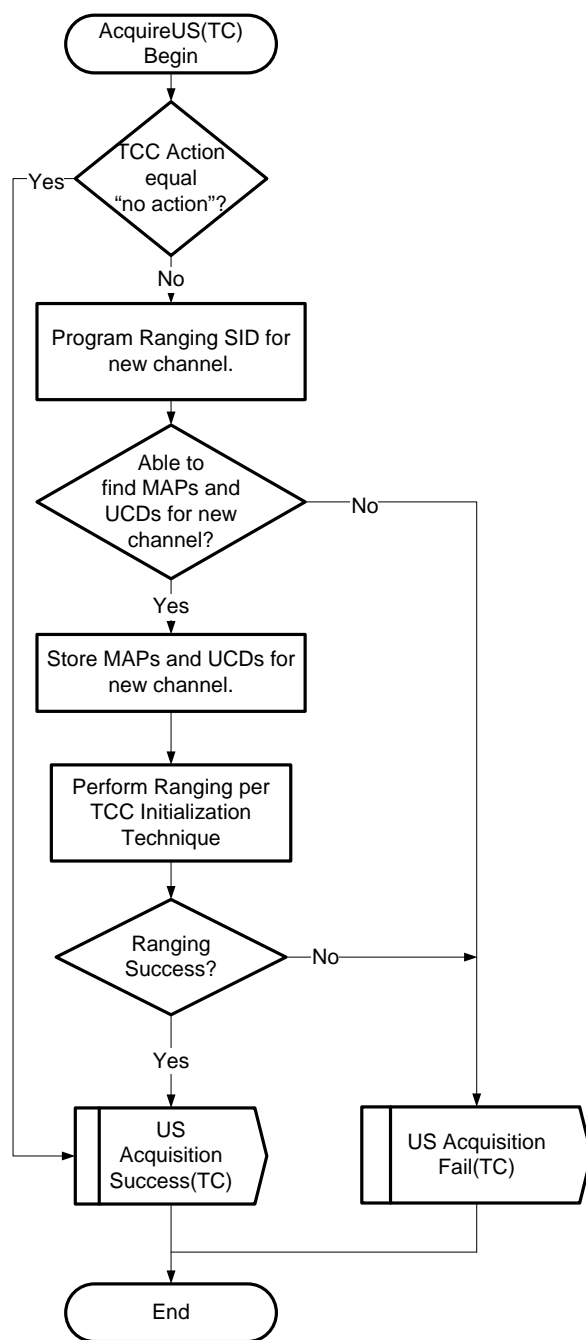 AcquireUS(TC)
Begin
TCC Action
equal
“no action”?
Yes
No
Program Ranging SID for
new channel.
Able to
find MAPs and
UCDs for new
channel?
No
Yes
Store MAPs and UCDs for
new channel.
Perform Ranging per
TCC Initialization
Technique
Ranging
Success?
No
Yes
US
Acquisition
Success(TC)
US Acquisition
Fail(TC)
End